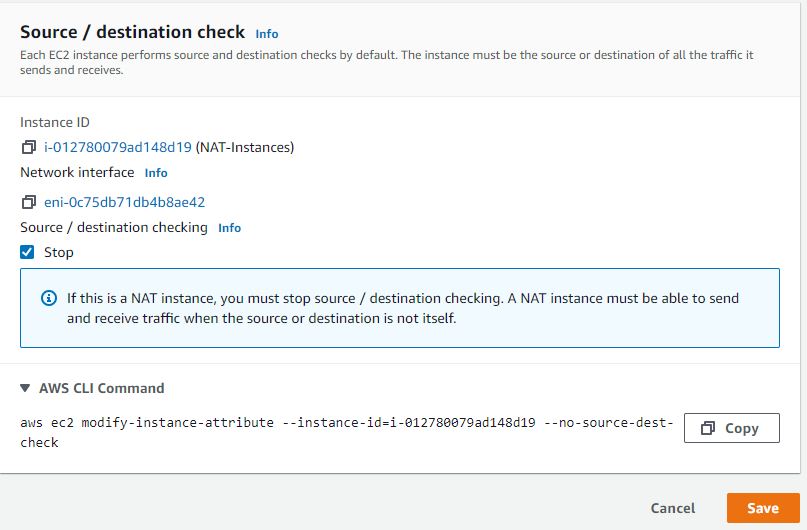 Source / destination check Info
Each EC2 instance performs source and destination checks by default. The instance must be the source or destination of all the traffic it
sends and receives.
Instance ID
i-012780079ad148d19 (NAT-Instances)
Network interface Info
eni-0c75db71db4b8ae42
Source / destination checking Info
Stop
If this is a NAT instance, you must stop source / destination checking. A NAT instance must be able to send
and receive traffic when the source or destination is not itself.
AWS CLI Command
aws ec2 modify-instance-attribute --instance-id=i-012780079ad148d19 --no-source-dest-
check
Copy
Cancel Save